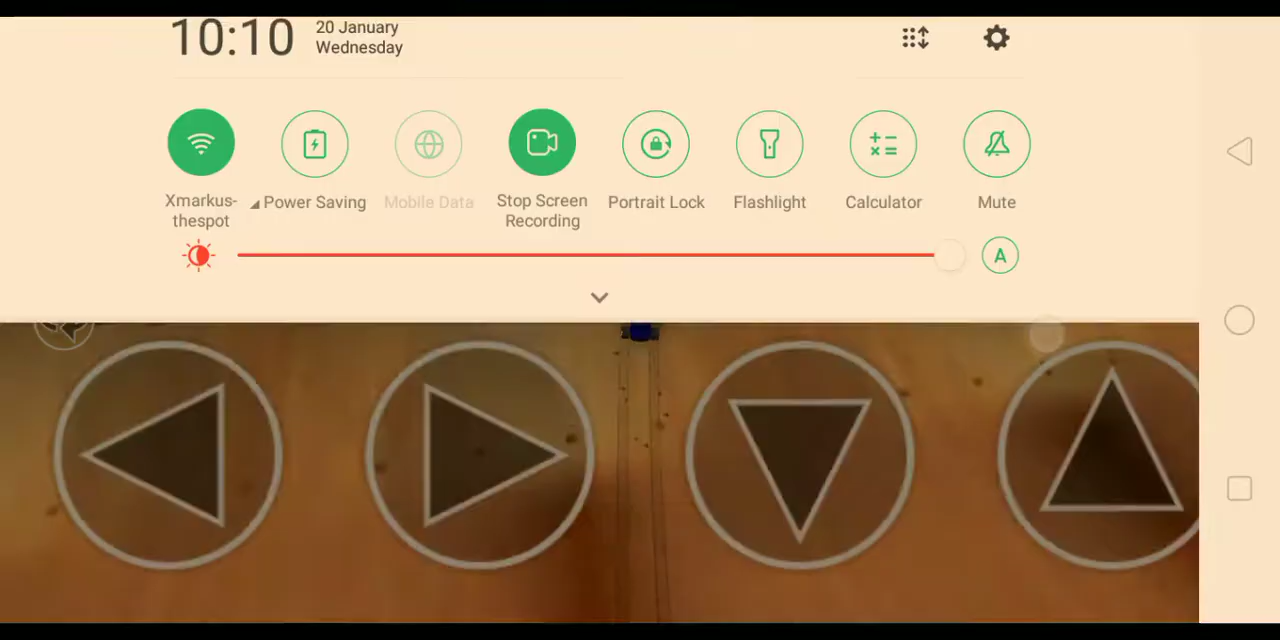 10:10
20 January
Wednesday
Xmarkus-
thespot
Power Saving
Mobile Data
Stop Screen
Recording
Portrait Lock
Flashlight
Calculator
Mute
A